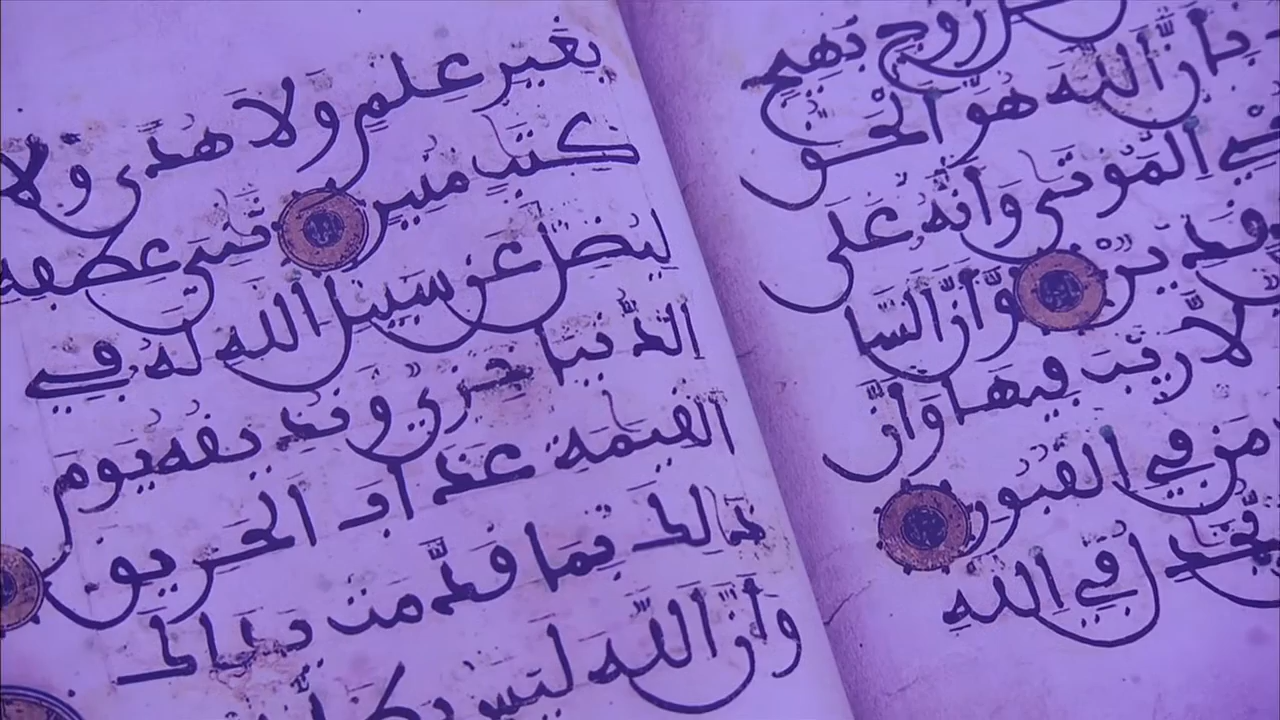 زوج بهيج
بأن الله هو الحق
الموتى وأنه على
قدير وأن السا
لا ريب فيها وأن
من في القبور
يجدل في الله
بغير علم ولا هدى ولا
كتب منير ثني عطفه
ليضل عن سبيل الله له في
الدنيا خزي ونذيقه يوم
القيمة عذاب الحريق
ذلك بما قدمت يداك
وأن الله ليس